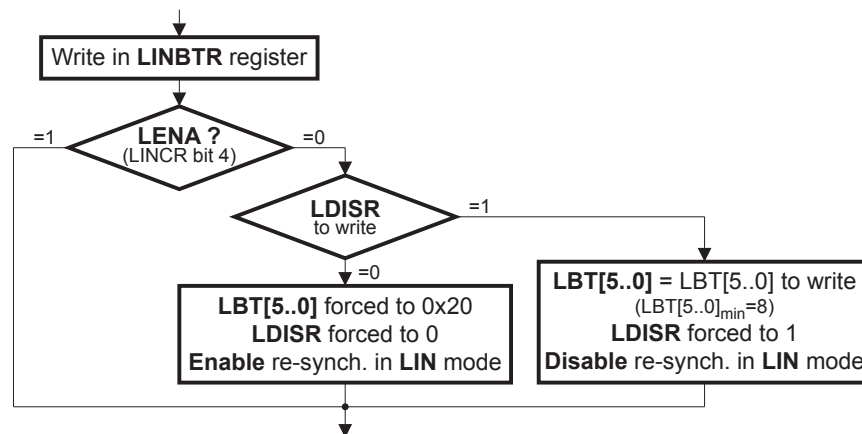 Write in LINBTR register
LENA ?
(LINCR bit 4)
=1
=0
LDISR
to write
=1
=0
LBT[5..0] forced to 0x20
LDISR forced to 0
Enable re-synch. in LIN mode
LBT[5..0] = LBT[5..0] to write
(LBT[5..0]min=8)
LDISR forced to 1
Disable re-synch. in LIN mode